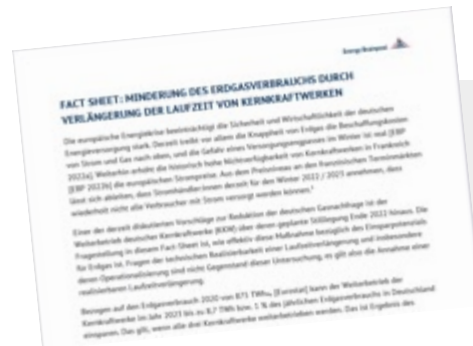 Energy Brainpool
FACT SHEET: MINDERUNG DES ERDGASVERBRAUCHS DURCH
VERLÄNGERUNG DER LAUFZEIT VON KERNKRAFTWERKEN
Die europäische Energiekrise beeinträchtigt die Sicherheit und Wirtschaftlichkeit der deutschen
Energieversorgung stark. Derzeit treibt vor allem die Knappheit von Erdgas die Beschaffungskosten
von Strom und Gas nach oben, und die Gefahr eines Versorgungsengpasses im Winter ist real [EBP
2022a]. Weiterhin erhöht die historisch hohe Nichtverfügbarkeit von Kernkraftwerken in Frankreich
[EBP 2022b] die europäischen Strompreise. Aus dem Preisniveau an den französischen Terminmärkten
lässt sich ableiten, dass Stromhändler:innen derzeit für den Winter 2022 / 2023 annehmen, dass
wiederholt nicht alle Verbraucher mit Strom versorgt werden können.¹
Einer der derzeit diskutierten Vorschläge zur Reduktion der deutschen Gasnachfrage ist der
Weiterbetrieb deutscher Kernkraftwerke (KKW) über deren geplante Stilllegung Ende 2022 hinaus. Die
Fragestellung in diesem Fact Sheet ist, wie effektiv diese Maßnahme bezüglich des Einsparpotenzials
für Erdgas ist. Fragen der technischen Realisierbarkeit einer Laufzeitverlängerung und insbesondere
deren Operationalisierung sind nicht Gegenstand dieser Untersuchung, es gilt also die Annahme einer
realisierbaren Laufzeitverlängerung.
Bezogen auf den Erdgasverbrauch 2020 von 873 TWh [Eurostat] kann der Weiterbetrieb der
Kernkraftwerke im Jahr 2023 bis zu 8,7 TWh bzw. 1 % des jährlichen Erdgasverbrauchs in Deutschland
einsparen. Das gilt, wenn alle drei Kernkraftwerke weiterbetrieben werden. Das ist Ergebnis des